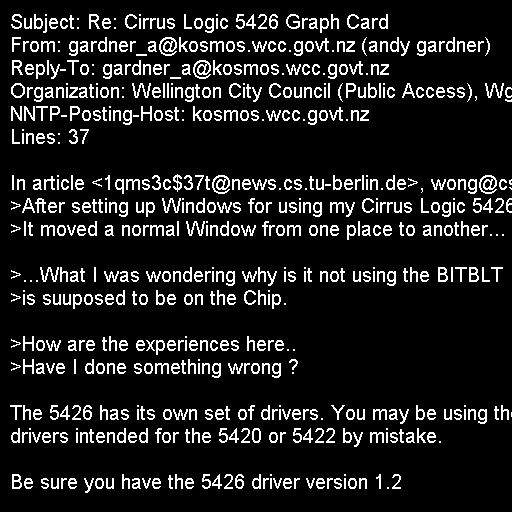 Subject: Re: Cirrus Logic 5426 Graph Card
From: gardner_a@kosmos.wcc.govt.nz (andy gardner)
Reply-To: gardner_a@kosmos.wcc.govt.nz
Organization: Wellington City Council (Public Access), Wg
NNTP-Posting-Host: kosmos.wcc.govt.nz
Lines: 37
In article <1qms3c$37t@news.cs.tu-berlin.de>, wong@cs
>After setting up Windows for using my Cirrus Logic 5426
>It moved a normal Window from one place to another...
>...What I was wondering why is it not using the BITBLT
>is suuposed to be on the Chip.
>How are the experiences here..
>Have I done something wrong ?
The 5426 has its own set of drivers. You may be using the
drivers intended for the 5420 or 5422 by mistake.
Be sure you have the 5426 driver version 1.2